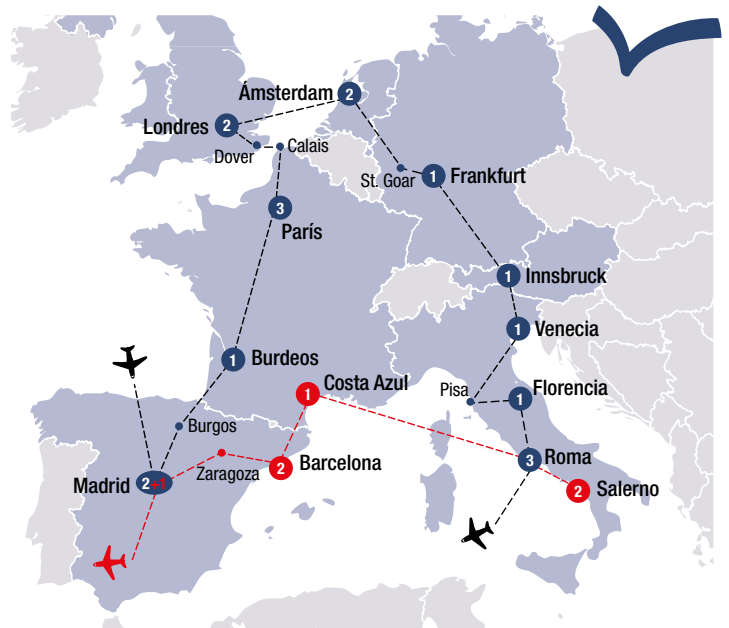 Ámsterdam 2
Londres 2
Dover
Calais
St. Goar
1 Frankfurt
3
París
1 Innsbruck
1 Venecia
1 Burdeos
Costa Azul
1
Pisa
Florencia
1
Burgos
Zaragoza
Barcelona
2
3 Roma
Madrid 2+1
2 Salerno